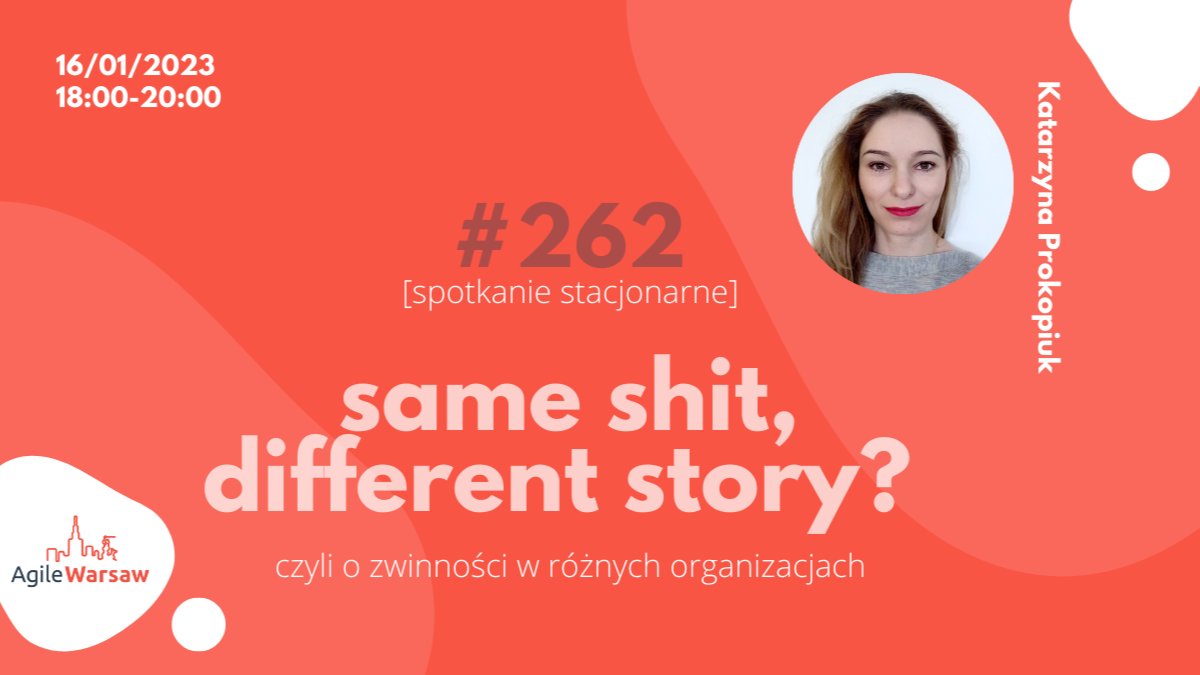 16/01/2023
18:00-20:00
Katarzyna Prokopiuk
#262
[spotkanie stacjonarne]
same shit,
different story?
czyli o zwinności w różnych organizacjach
AgileWarsaw